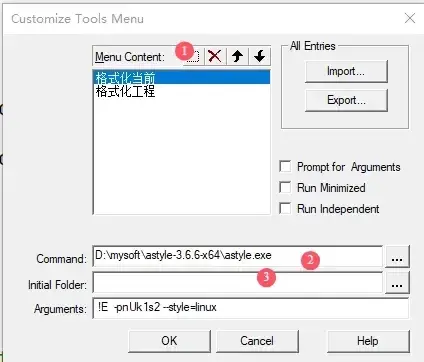 Customize Tools Menu
Menu Content:
1
格式化当前
格式化工程
All Entries
Import...
Export...
Prompt for Arguments
Run Minimized
Run Independent
Command:
D:\mysoft\astyle-3.6.6-x64\astyle.exe
2
...
Initial Folder:
3
...
Arguments:
!E -pnUk1s2 --style=linux
OK
Cancel
Help